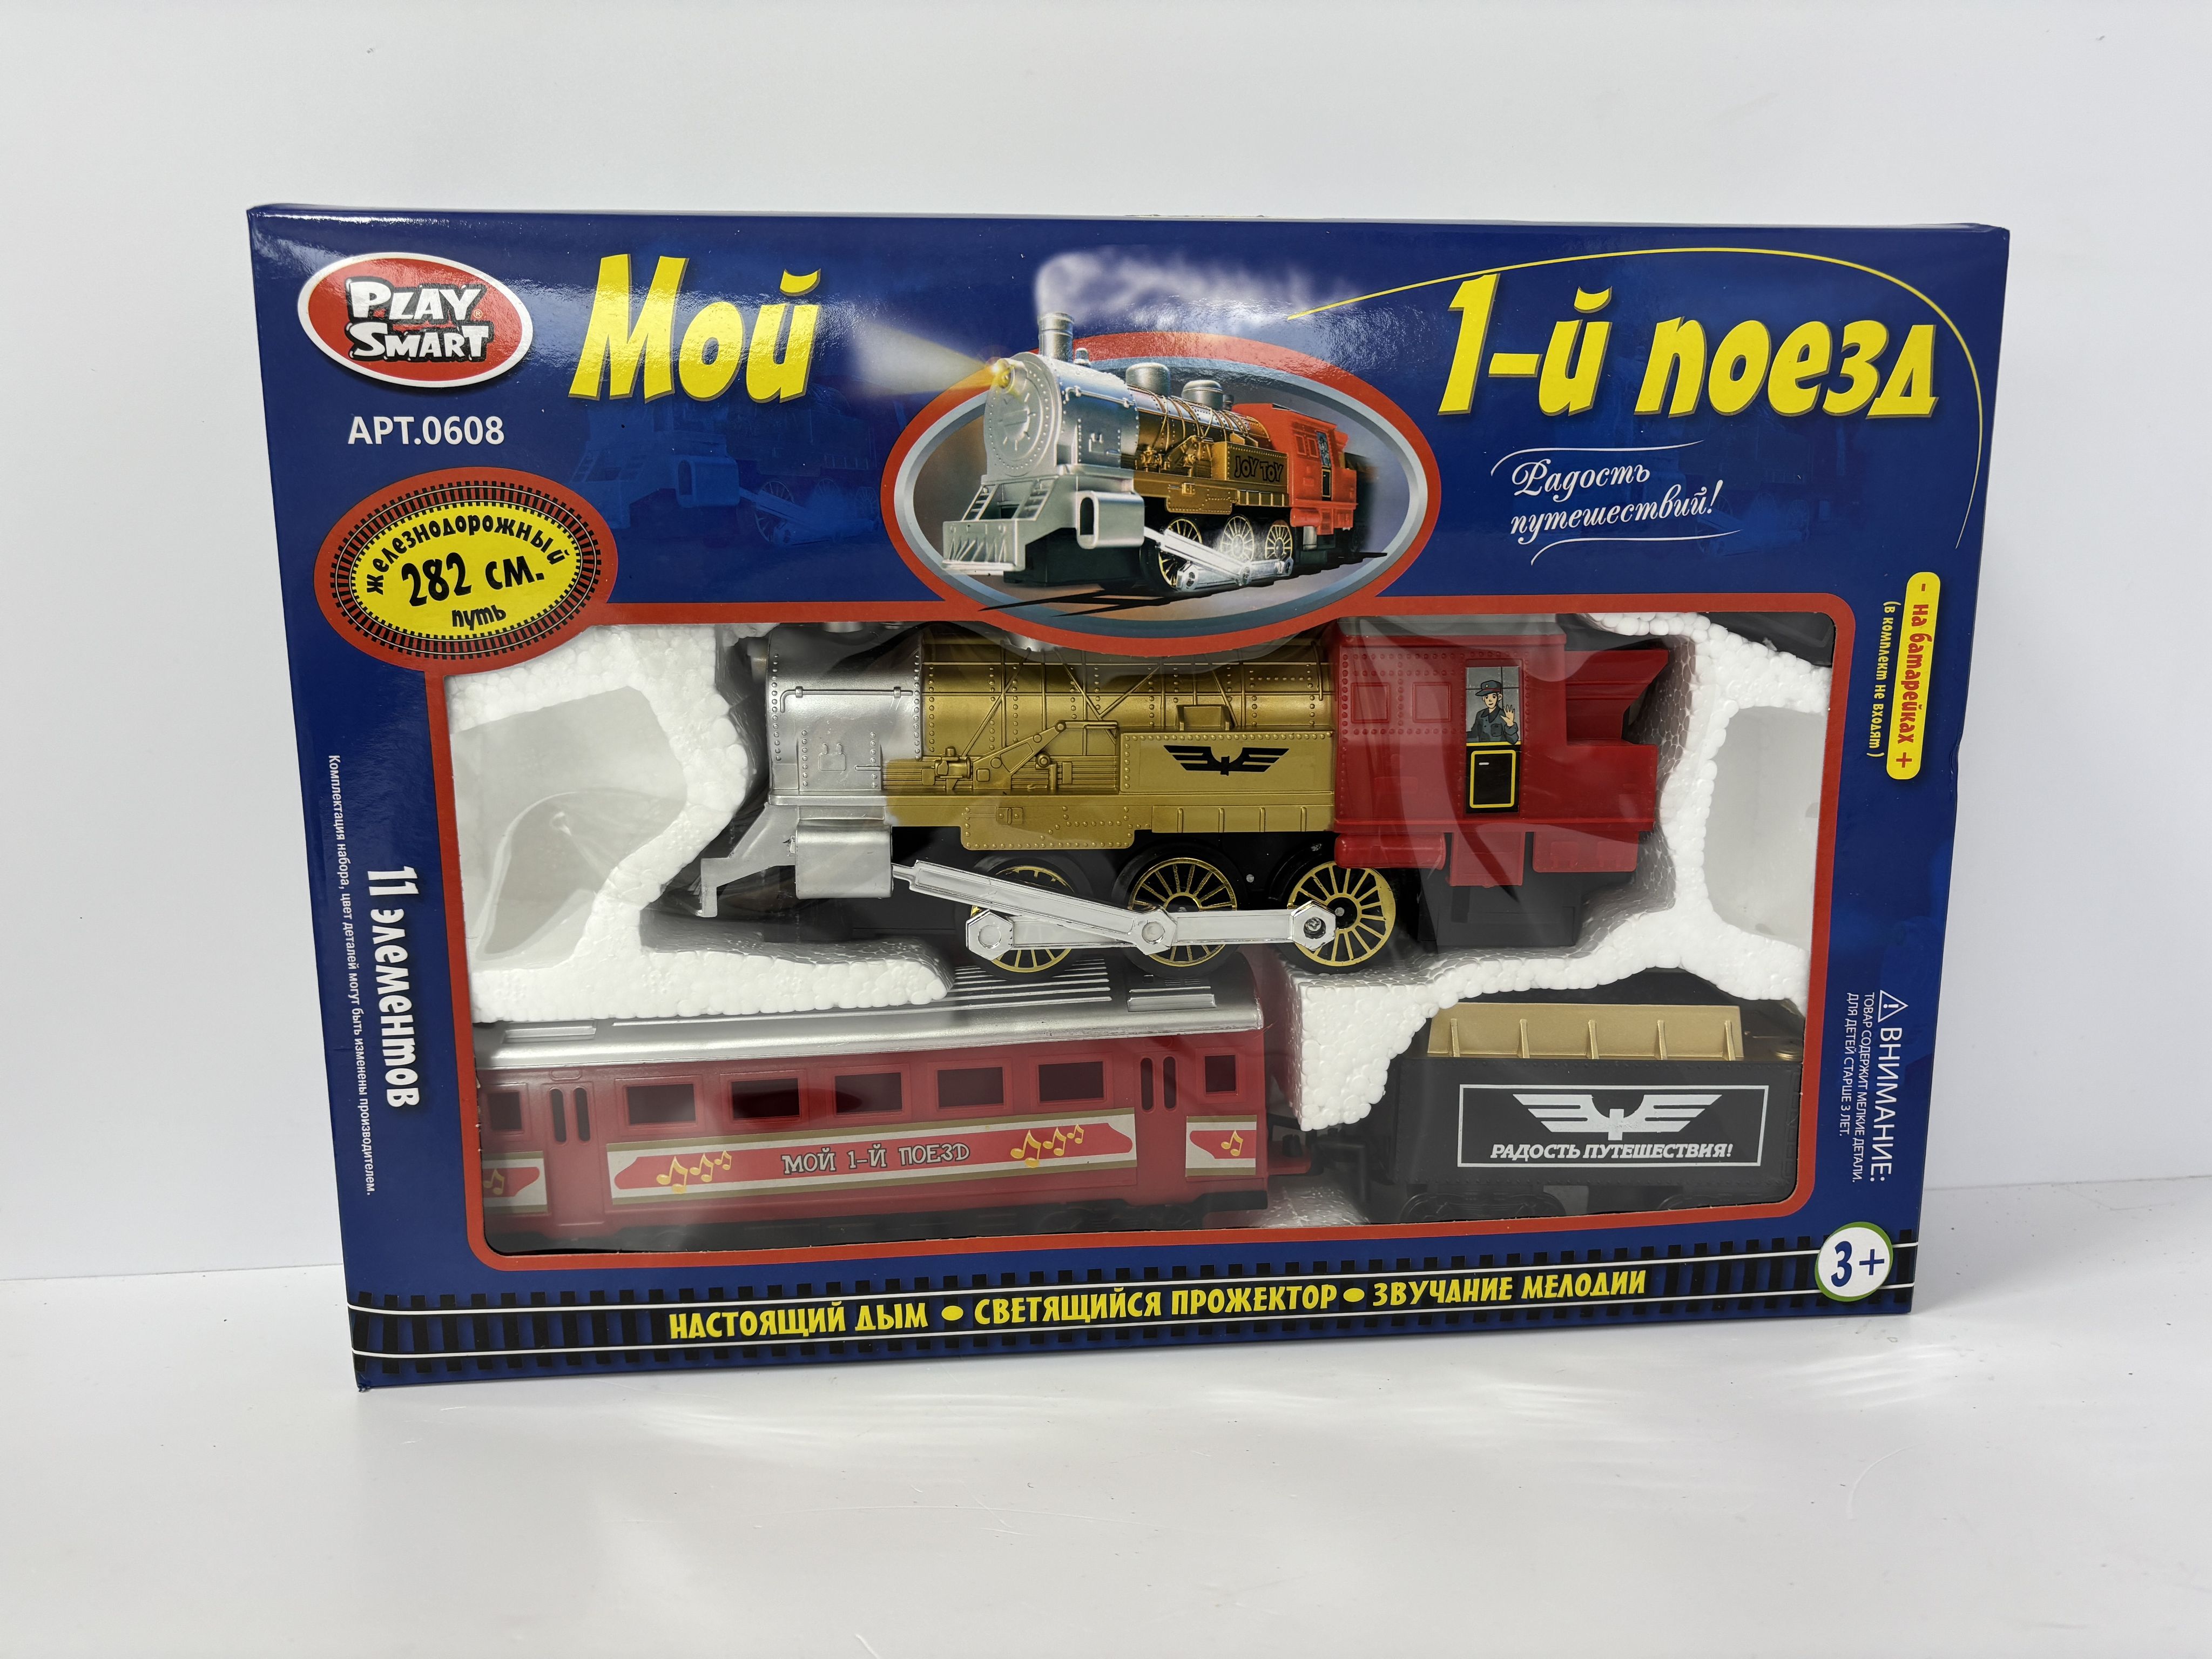 PLAY
SMART
АРТ.0608
Мой
1-й поезд
Радость
путешествий!
железнодорожный
282 см.
путь
JOY TOY
- на батарейках +
(в комплект не входят)
11 элементов
Комплектация набора, цвет деталей могут быть изменены производителем.
МОЙ 1-Й ПОЕЗД
РАДОСТЬ ПУТЕШЕСТВИЯ!
ВНИМАНИЕ:
ТОВАР СОДЕРЖИТ МЕЛКИЕ ДЕТАЛИ.
ДЛЯ ДЕТЕЙ СТАРШЕ 3 ЛЕТ.
3+
НАСТОЯЩИЙ ДЫМ • СВЕТЯЩИЙСЯ ПРОЖЕКТОР • ЗВУЧАНИЕ МЕЛОДИИ